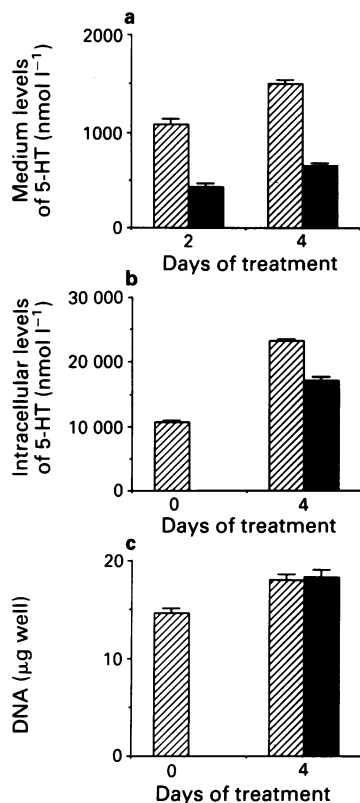 a
2000
1000
0
Medium levels
of 5-HT (nmol l⁻¹)
2 4
Days of treatment
b
30 000
20 000
10 000
0
Intracellular levels
of 5-HT (nmol l⁻¹)
0 4
Days of treatment
c
20
10
0
DNA (μg well)
0 4
Days of treatment